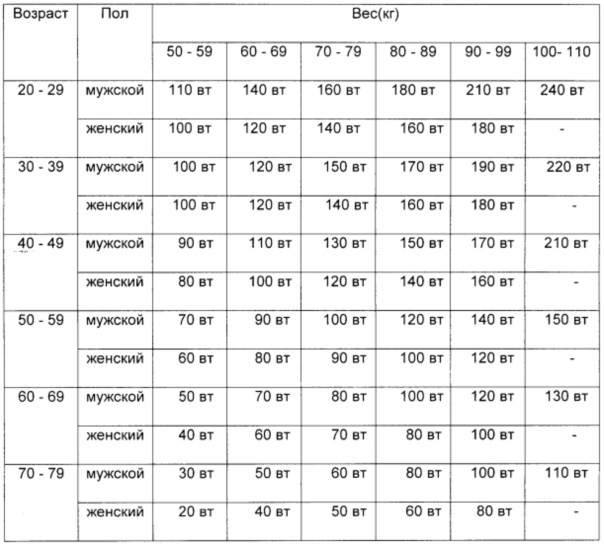 Возраст Пол Вес(кг)
50 - 59 60 - 69 70 - 79 80 - 89 90 - 99 100- 110
20 - 29 мужской 110 вт 140 вт 160 вт 180 вт 210 вт 240 вт
женский 100 вт 120 вт 140 вт 160 вт 180 вт -
30 - 39 мужской 100 вт 120 вт 150 вт 170 вт 190 вт 220 вт
женский 100 вт 120 вт 140 вт 160 вт 180 вт -
40 - 49 мужской 90 вт 110 вт 130 вт 150 вт 170 вт 210 вт
женский 80 вт 100 вт 120 вт 140 вт 160 вт -
50 - 59 мужской 70 вт 90 вт 100 вт 120 вт 140 вт 150 вт
женский 60 вт 80 вт 90 вт 100 вт 120 вт -
60 - 69 мужской 50 вт 70 вт 80 вт 100 вт 120 вт 130 вт
женский 40 вт 60 вт 70 вт 80 вт 100 вт -
70 - 79 мужской 30 вт 50 вт 60 вт 80 вт 100 вт 110 вт
женский 20 вт 40 вт 50 вт 60 вт 80 вт -